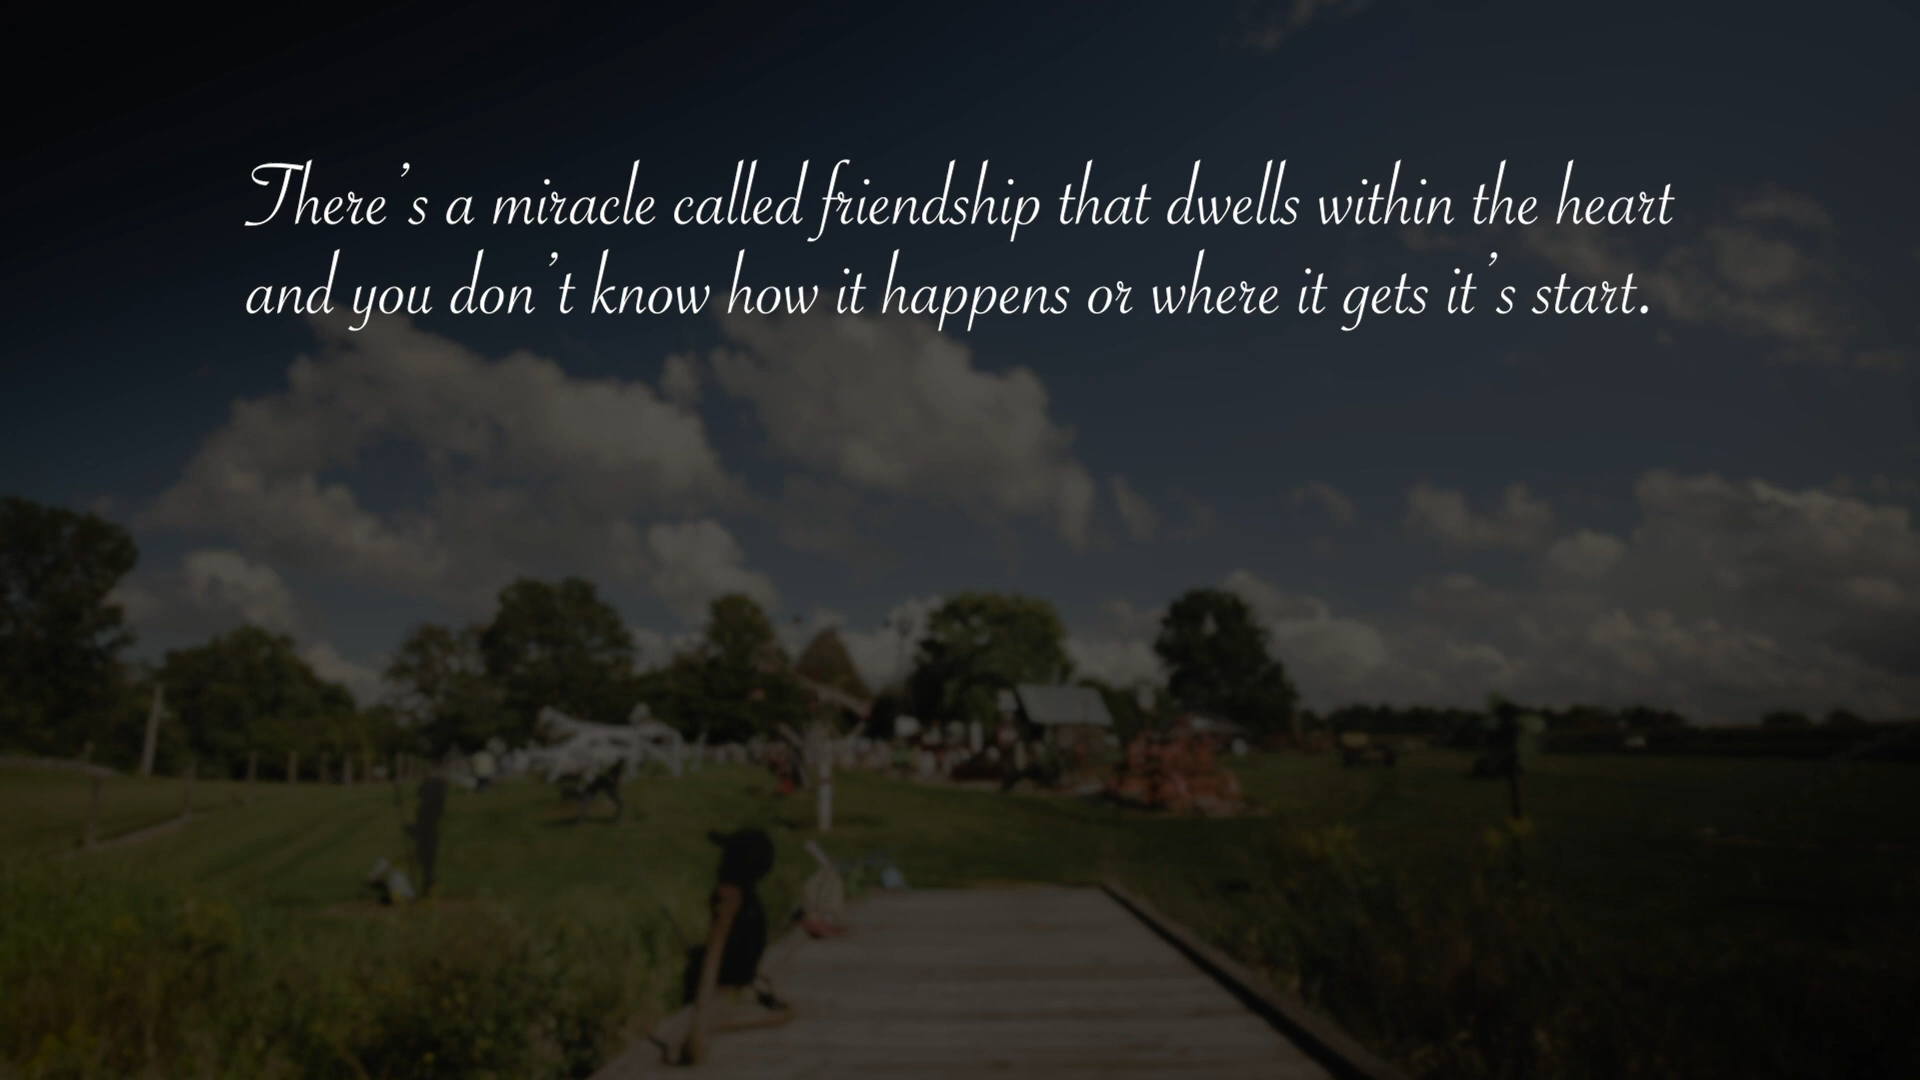 There's a miracle called friendship that dwells within the heart
and you don't know how it happens or where it gets it's start.